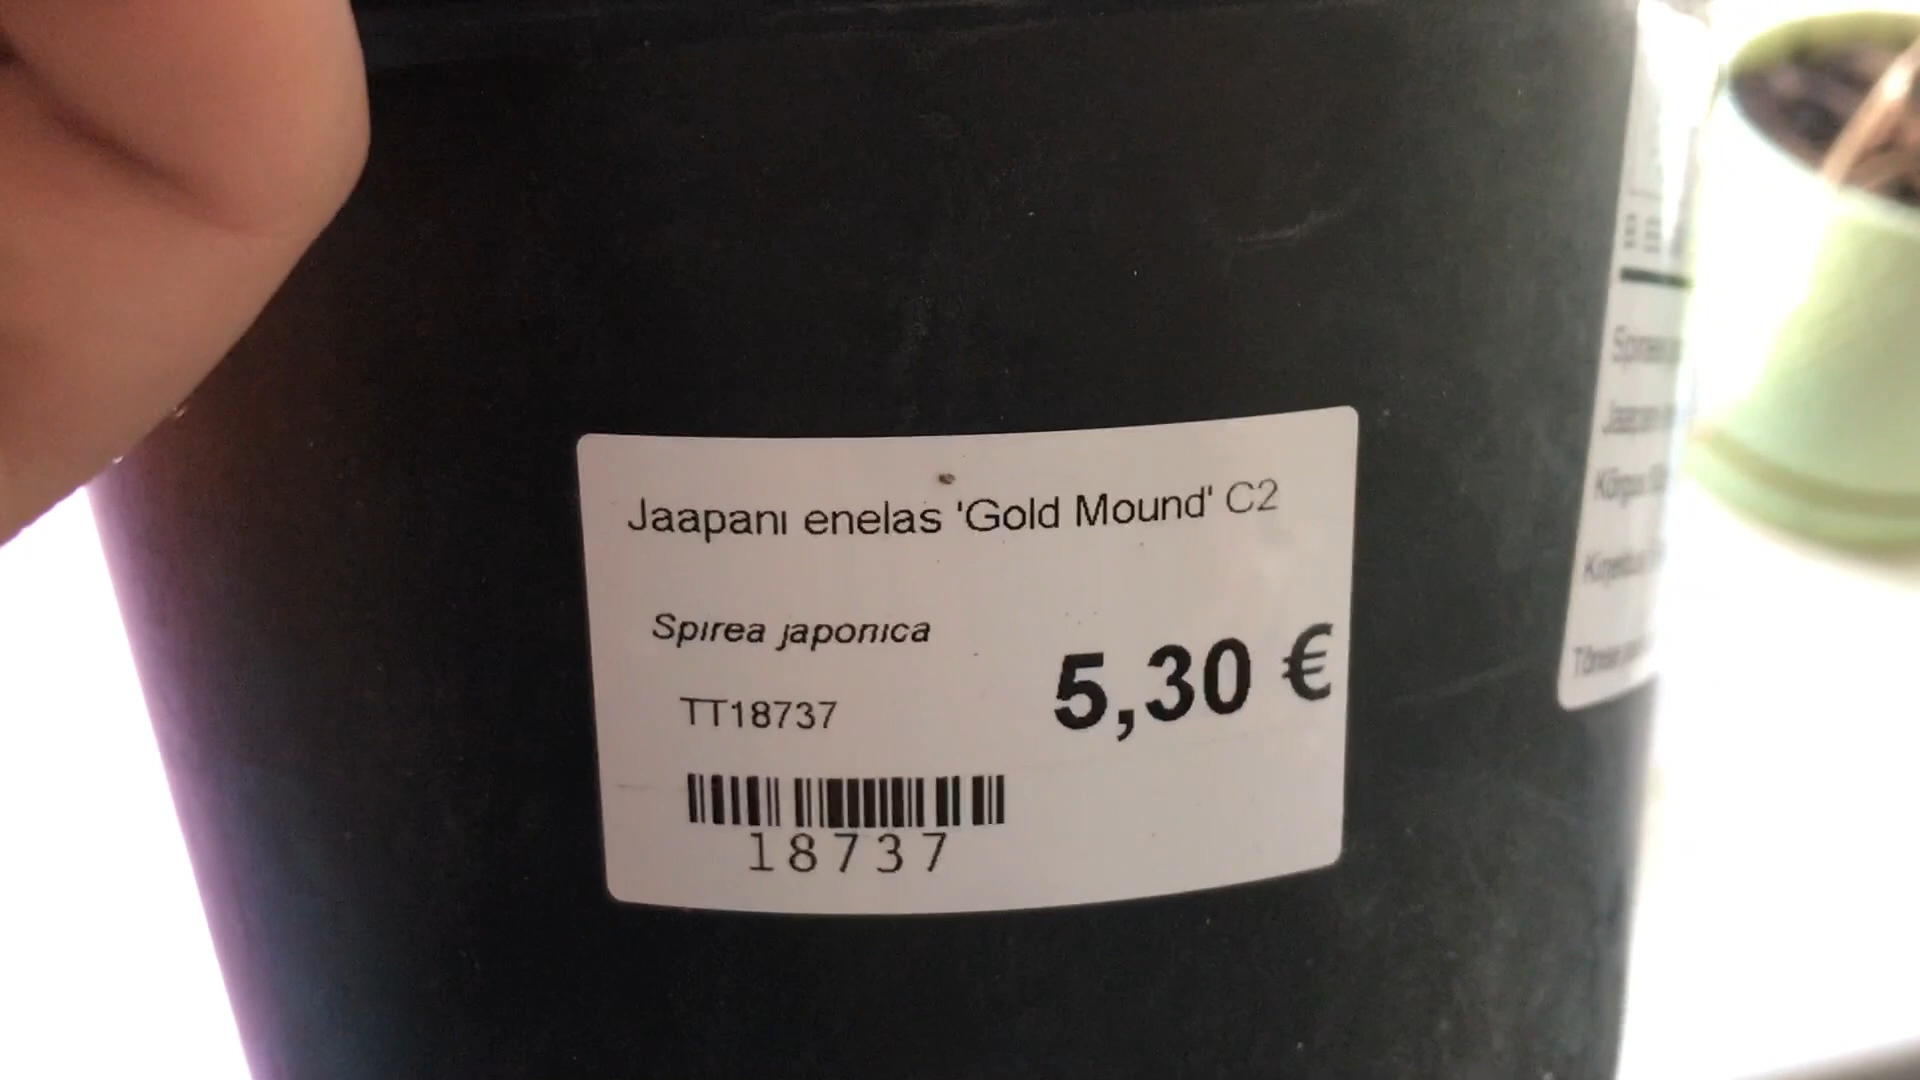 Jaapani enelas 'Gold Mound' C2
Spirea japonica
5,30 €
TT18737
18737